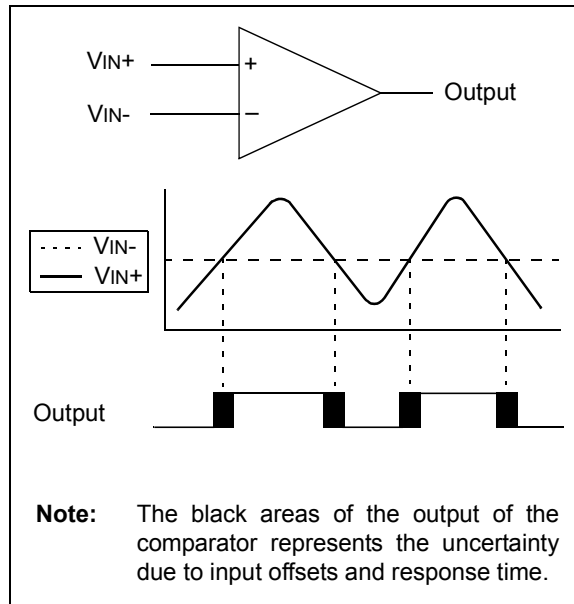 VIN+
+
Output
VIN-
−
VIN-
VIN+
Output
Note: The black areas of the output of the
comparator represents the uncertainty
due to input offsets and response time.